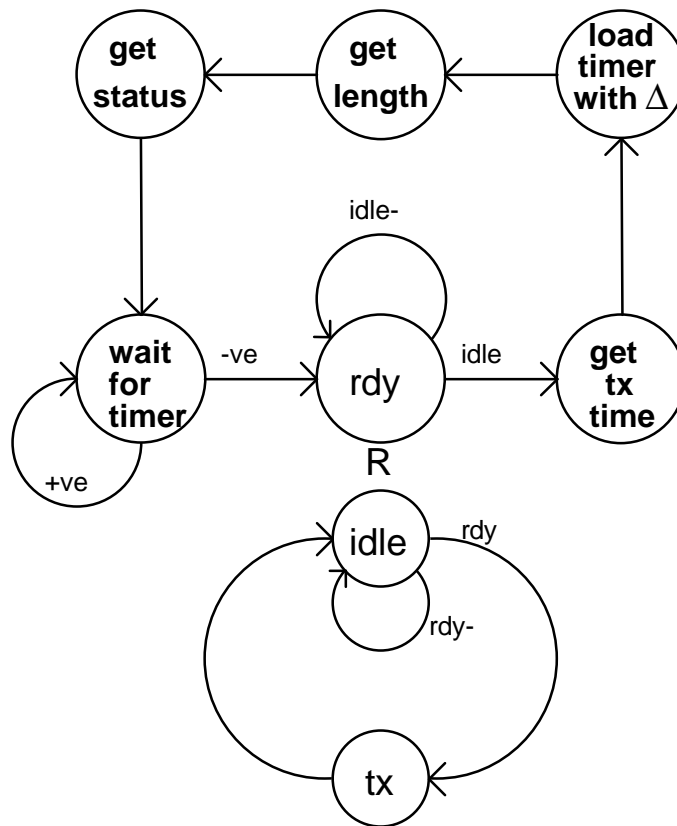 get
status
get
length
load
timer
with Δ
idle-
wait
for
timer
-ve
rdy
idle
get
tx
time
+ve
R
idle
rdy
rdy-
tx